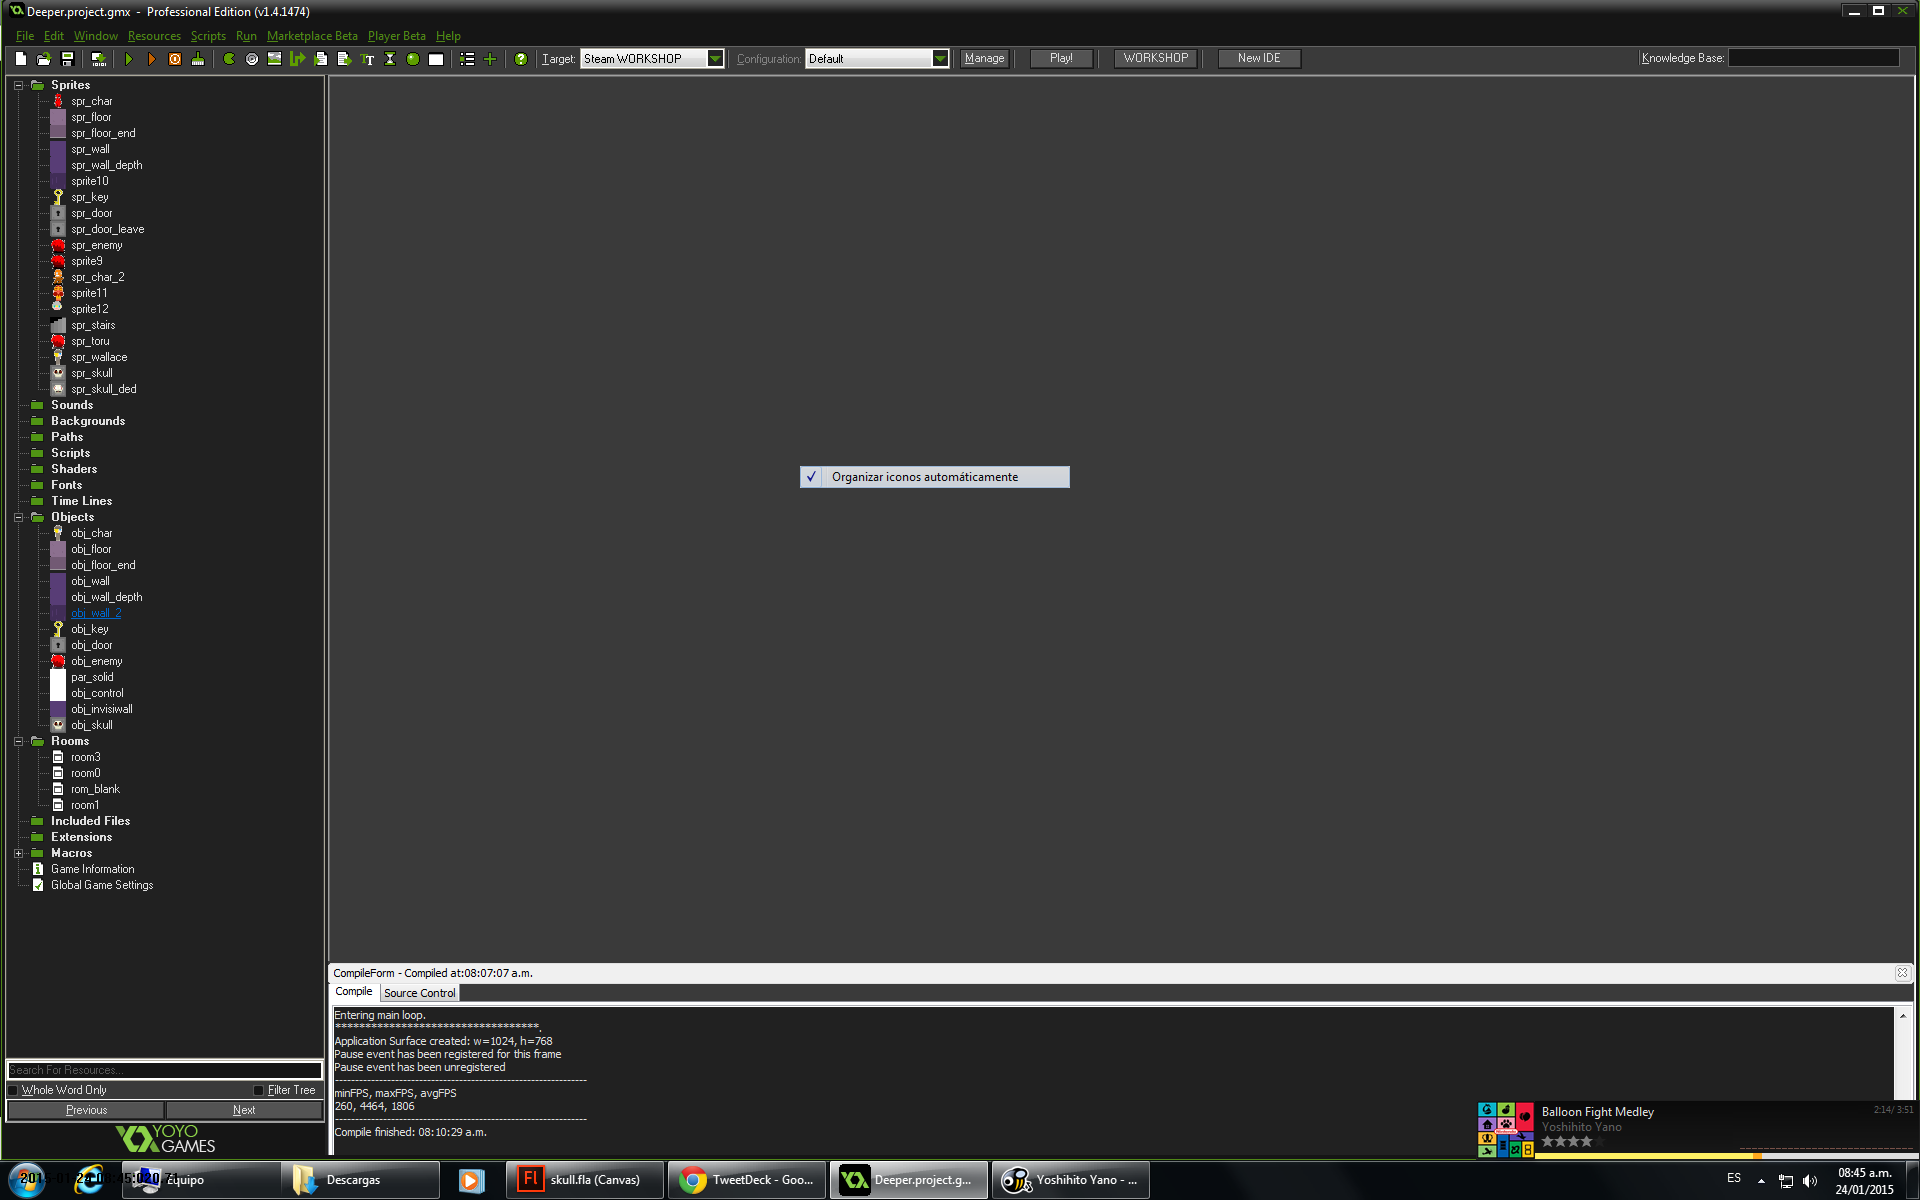 Deeper.project.gmx - Professional Edition (v1.4.1474)
File Edit Window Resources Scripts Run Marketplace Beta Player Beta Help
Target: Steam WORKSHOP Configuration: Default Manage Play! WORKSHOP New IDE Knowledge Base:
Sprites
spr_char
spr_floor
spr_floor_end
spr_wall
spr_wall_depth
sprite10
spr_key
spr_door
spr_door_leave
spr_enemy
sprite9
spr_char_2
sprite11
sprite12
spr_stairs
spr_toru
spr_wallace
spr_skull
spr_skull_ded
Sounds
Backgrounds
Paths
Scripts
Shaders
Fonts
Time Lines
Objects
obj_char
obj_floor
obj_floor_end
obj_wall
obj_wall_depth
obj_wall_2
obj_key
obj_door
obj_enemy
par_solid
obj_control
obj_invisiwall
obj_skull
Rooms
room3
room0
rom_blank
room1
Included Files
Extensions
Macros
Game Information
Global Game Settings
Search For Resources...
Whole Word Only Filter Tree
Previous Next
YOYO
GAMES
Organizar iconos automáticamente
CompileForm - Compiled at:08:07:07 a.m.
Compile Source Control
Entering main loop.
**********************************.
Application Surface created: w=1024, h=768
Pause event has been registered for this frame
Pause event has been unregistered
minFPS, maxFPS, avgFPS
260, 4464, 1806
Compile finished: 08:10:29 a.m.
Balloon Fight Medley 2:14/ 3:51
Yoshihito Yano
Equipo Descargas skull.fla (Canvas) TweetDeck - Goo... Deeper.project.g... Yoshihito Yano - ... ES
08:45 a.m.
24/01/2015